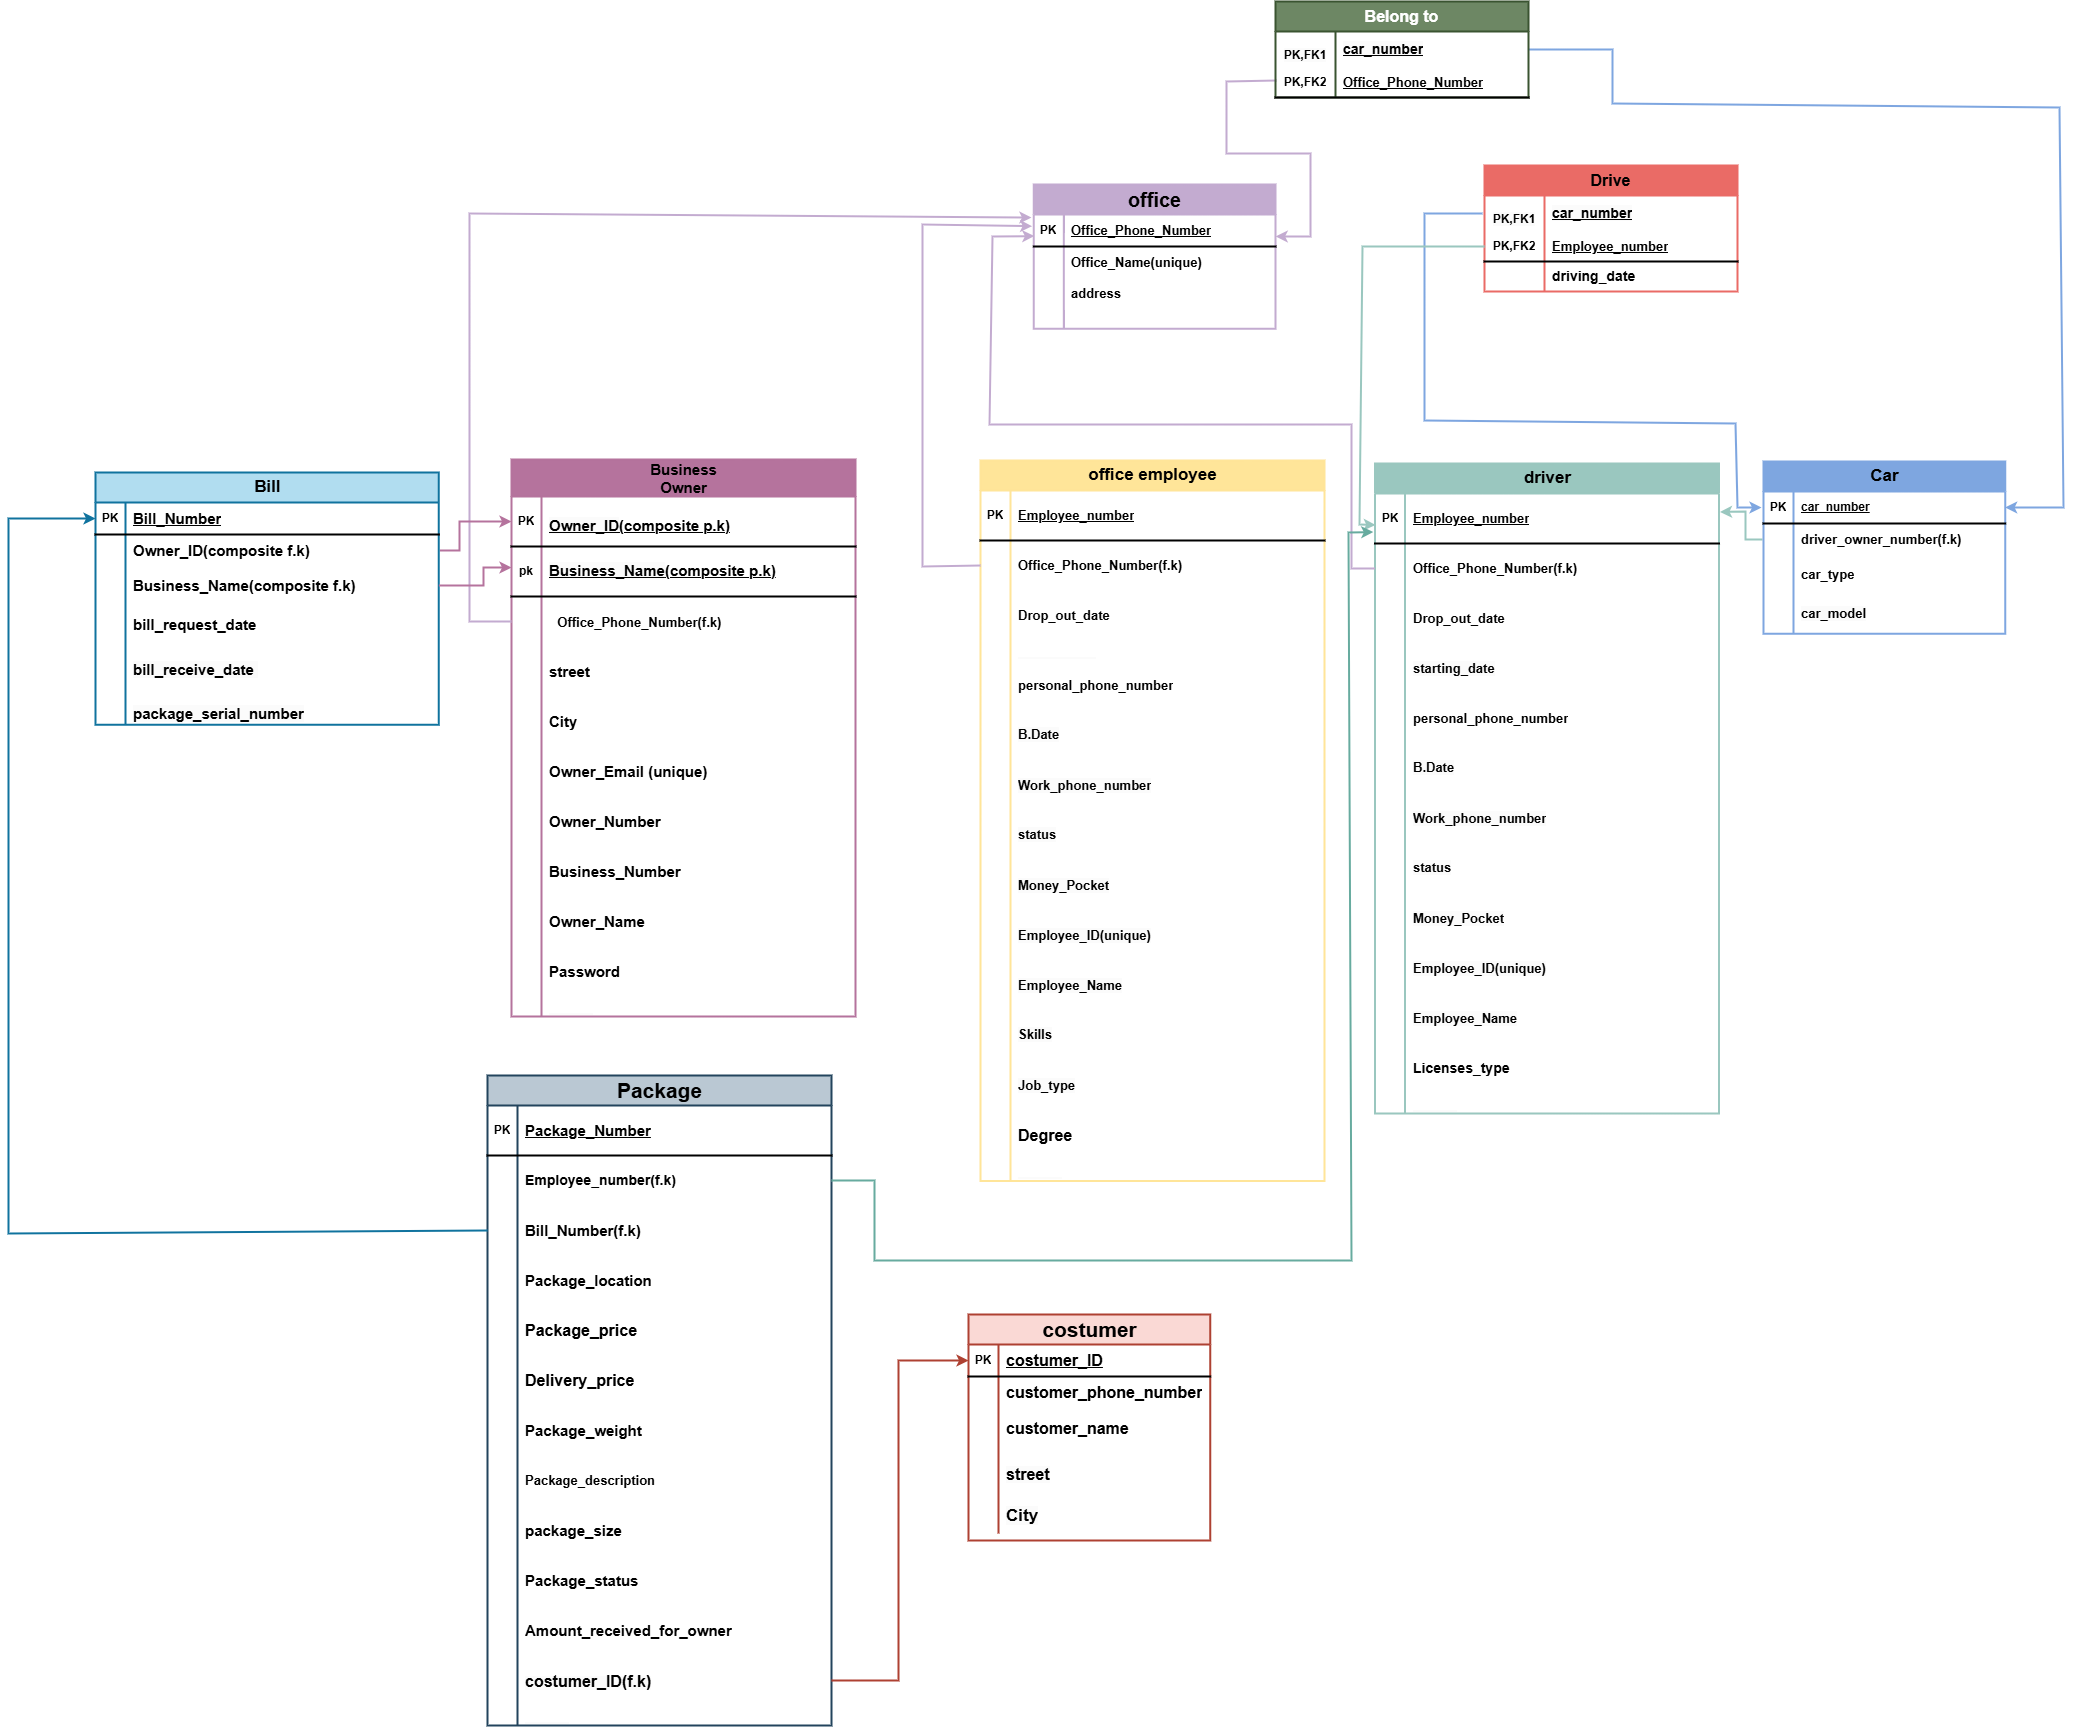 Belong to
PK,FK1
car_number
PK,FK2
Office_Phone_Number
office
PK
Office_Phone_Number
Office_Name(unique)
address
Drive
PK,FK1
car_number
PK,FK2
Employee_number
driving_date
Bill
PK
Bill_Number
Owner_ID(composite f.k)
Business_Name(composite f.k)
bill_request_date
bill_receive_date
package_serial_number
Business
Owner
PK
Owner_ID(composite p.k)
pk
Business_Name(composite p.k)
Office_Phone_Number(f.k)
street
City
Owner_Email (unique)
Owner_Number
Business_Number
Owner_Name
Password
office employee
PK
Employee_number
Office_Phone_Number(f.k)
Drop_out_date
personal_phone_number
B.Date
Work_phone_number
status
Money_Pocket
Employee_ID(unique)
Employee_Name
Skills
Job_type
Degree
driver
PK
Employee_number
Office_Phone_Number(f.k)
Drop_out_date
starting_date
personal_phone_number
B.Date
Work_phone_number
status
Money_Pocket
Employee_ID(unique)
Employee_Name
Licenses_type
Car
PK
car_number
driver_owner_number(f.k)
car_type
car_model
Package
PK
Package_Number
Employee_number(f.k)
Bill_Number(f.k)
Package_location
Package_price
Delivery_price
Package_weight
Package_description
package_size
Package_status
Amount_received_for_owner
costumer_ID(f.k)
costumer
PK
costumer_ID
customer_phone_number
customer_name
street
City